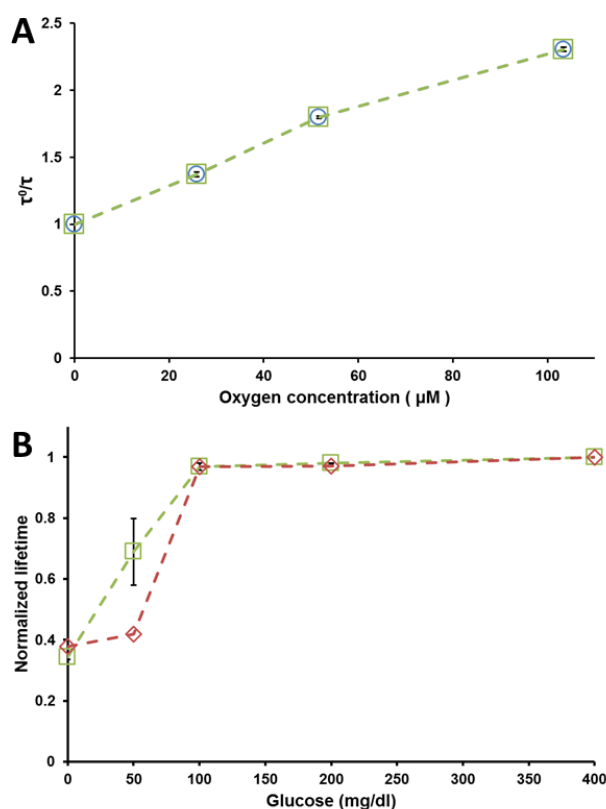 A
2.5
2
1.5
1
0.5
0
τ⁰/τ
0 20 40 60 80 100
Oxygen concentration ( μM )
B
1
0.8
0.6
0.4
0.2
0
Normalized lifetime
0 50 100 150 200 250 300 350 400
Glucose (mg/dl)